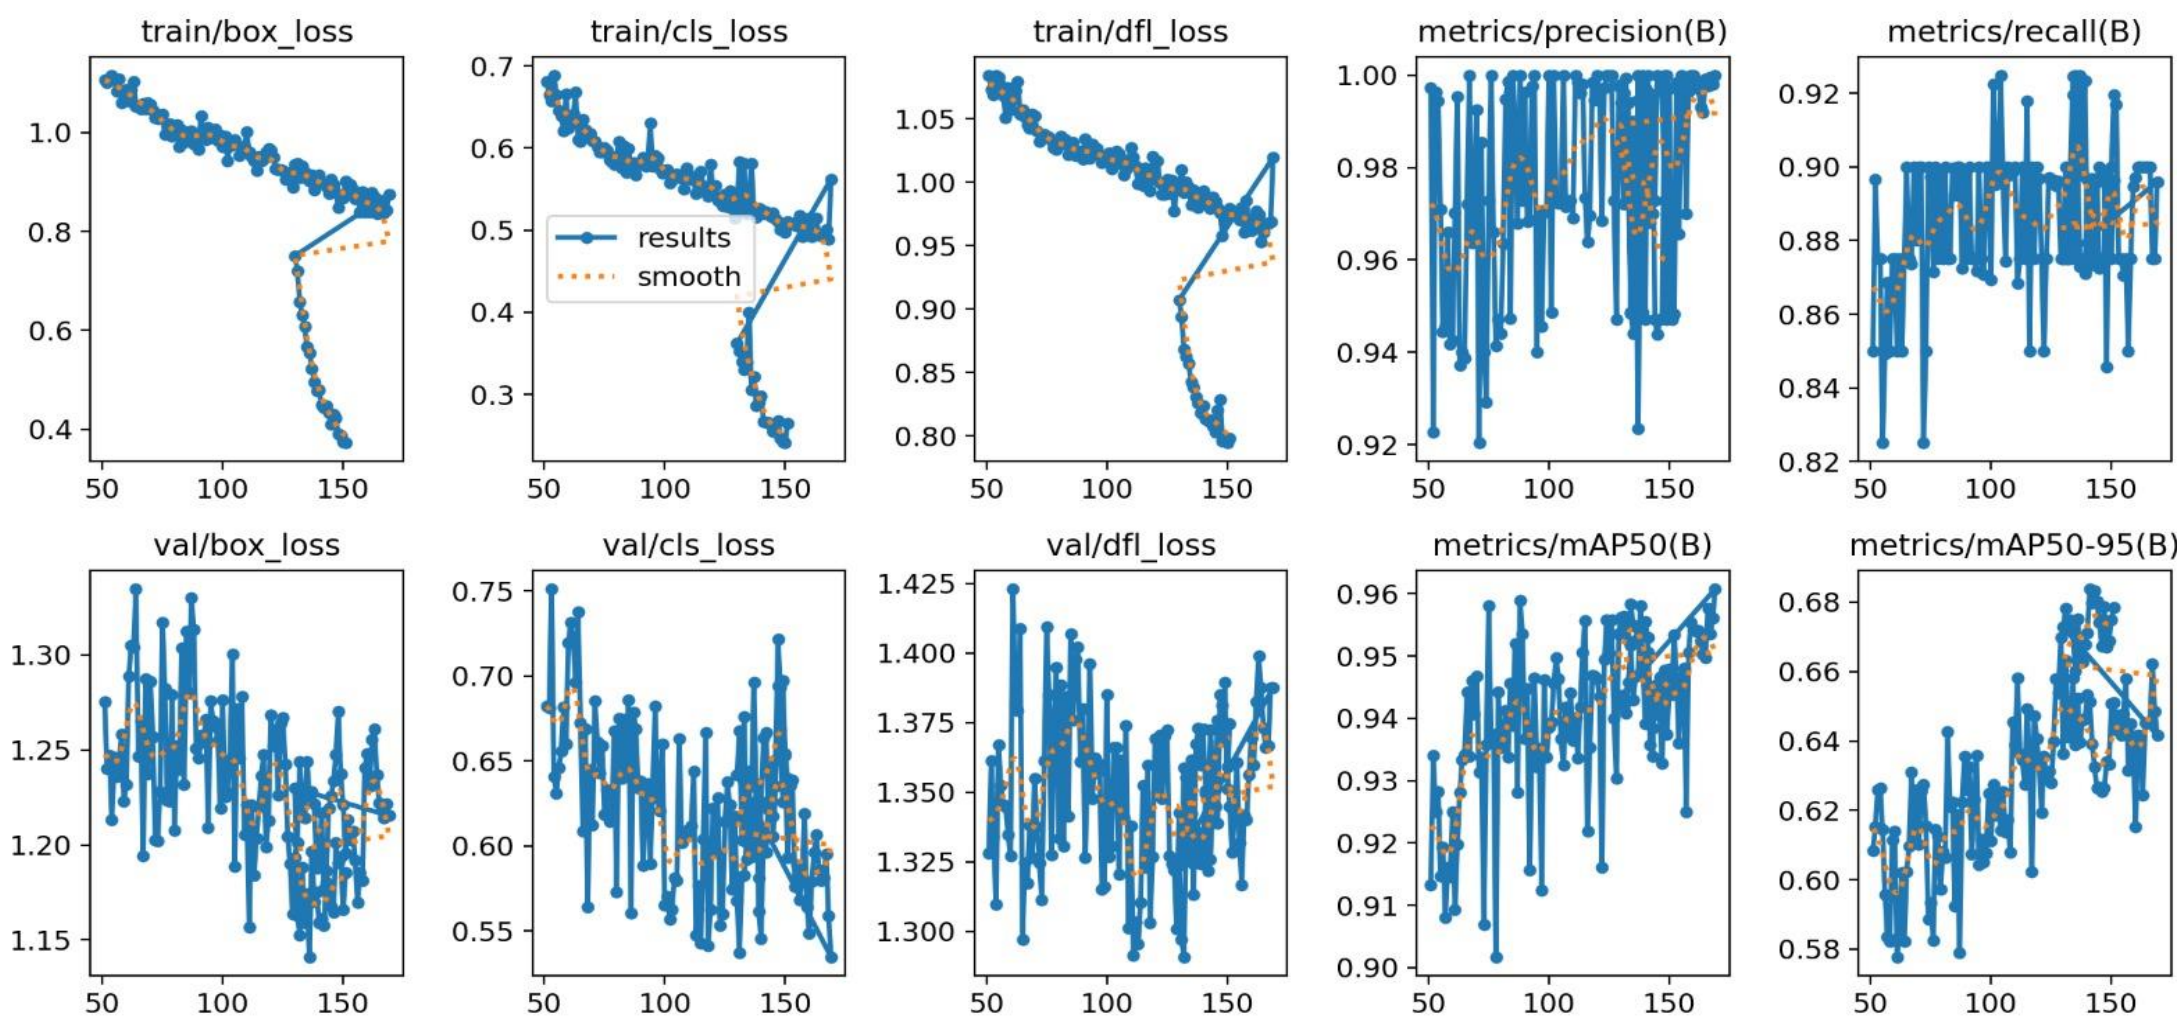 train/box_loss
train/cls_loss
train/dfl_loss
metrics/precision(B)
metrics/recall(B)
1.0
0.8
0.6
0.4
50 100 150
0.7
0.6
0.5
0.4
0.3
results
smooth
50 100 150
1.05
1.00
0.95
0.90
0.85
0.80
50 100 150
1.00
0.98
0.96
0.94
0.92
50 100 150
0.92
0.90
0.88
0.86
0.84
0.82
50 100 150
val/box_loss
val/cls_loss
val/dfl_loss
metrics/mAP50(B)
metrics/mAP50-95(B)
1.30
1.25
1.20
1.15
50 100 150
0.75
0.70
0.65
0.60
0.55
50 100 150
1.425
1.400
1.375
1.350
1.325
1.300
50 100 150
0.96
0.95
0.94
0.93
0.92
0.91
0.90
50 100 150
0.68
0.66
0.64
0.62
0.60
0.58
50 100 150